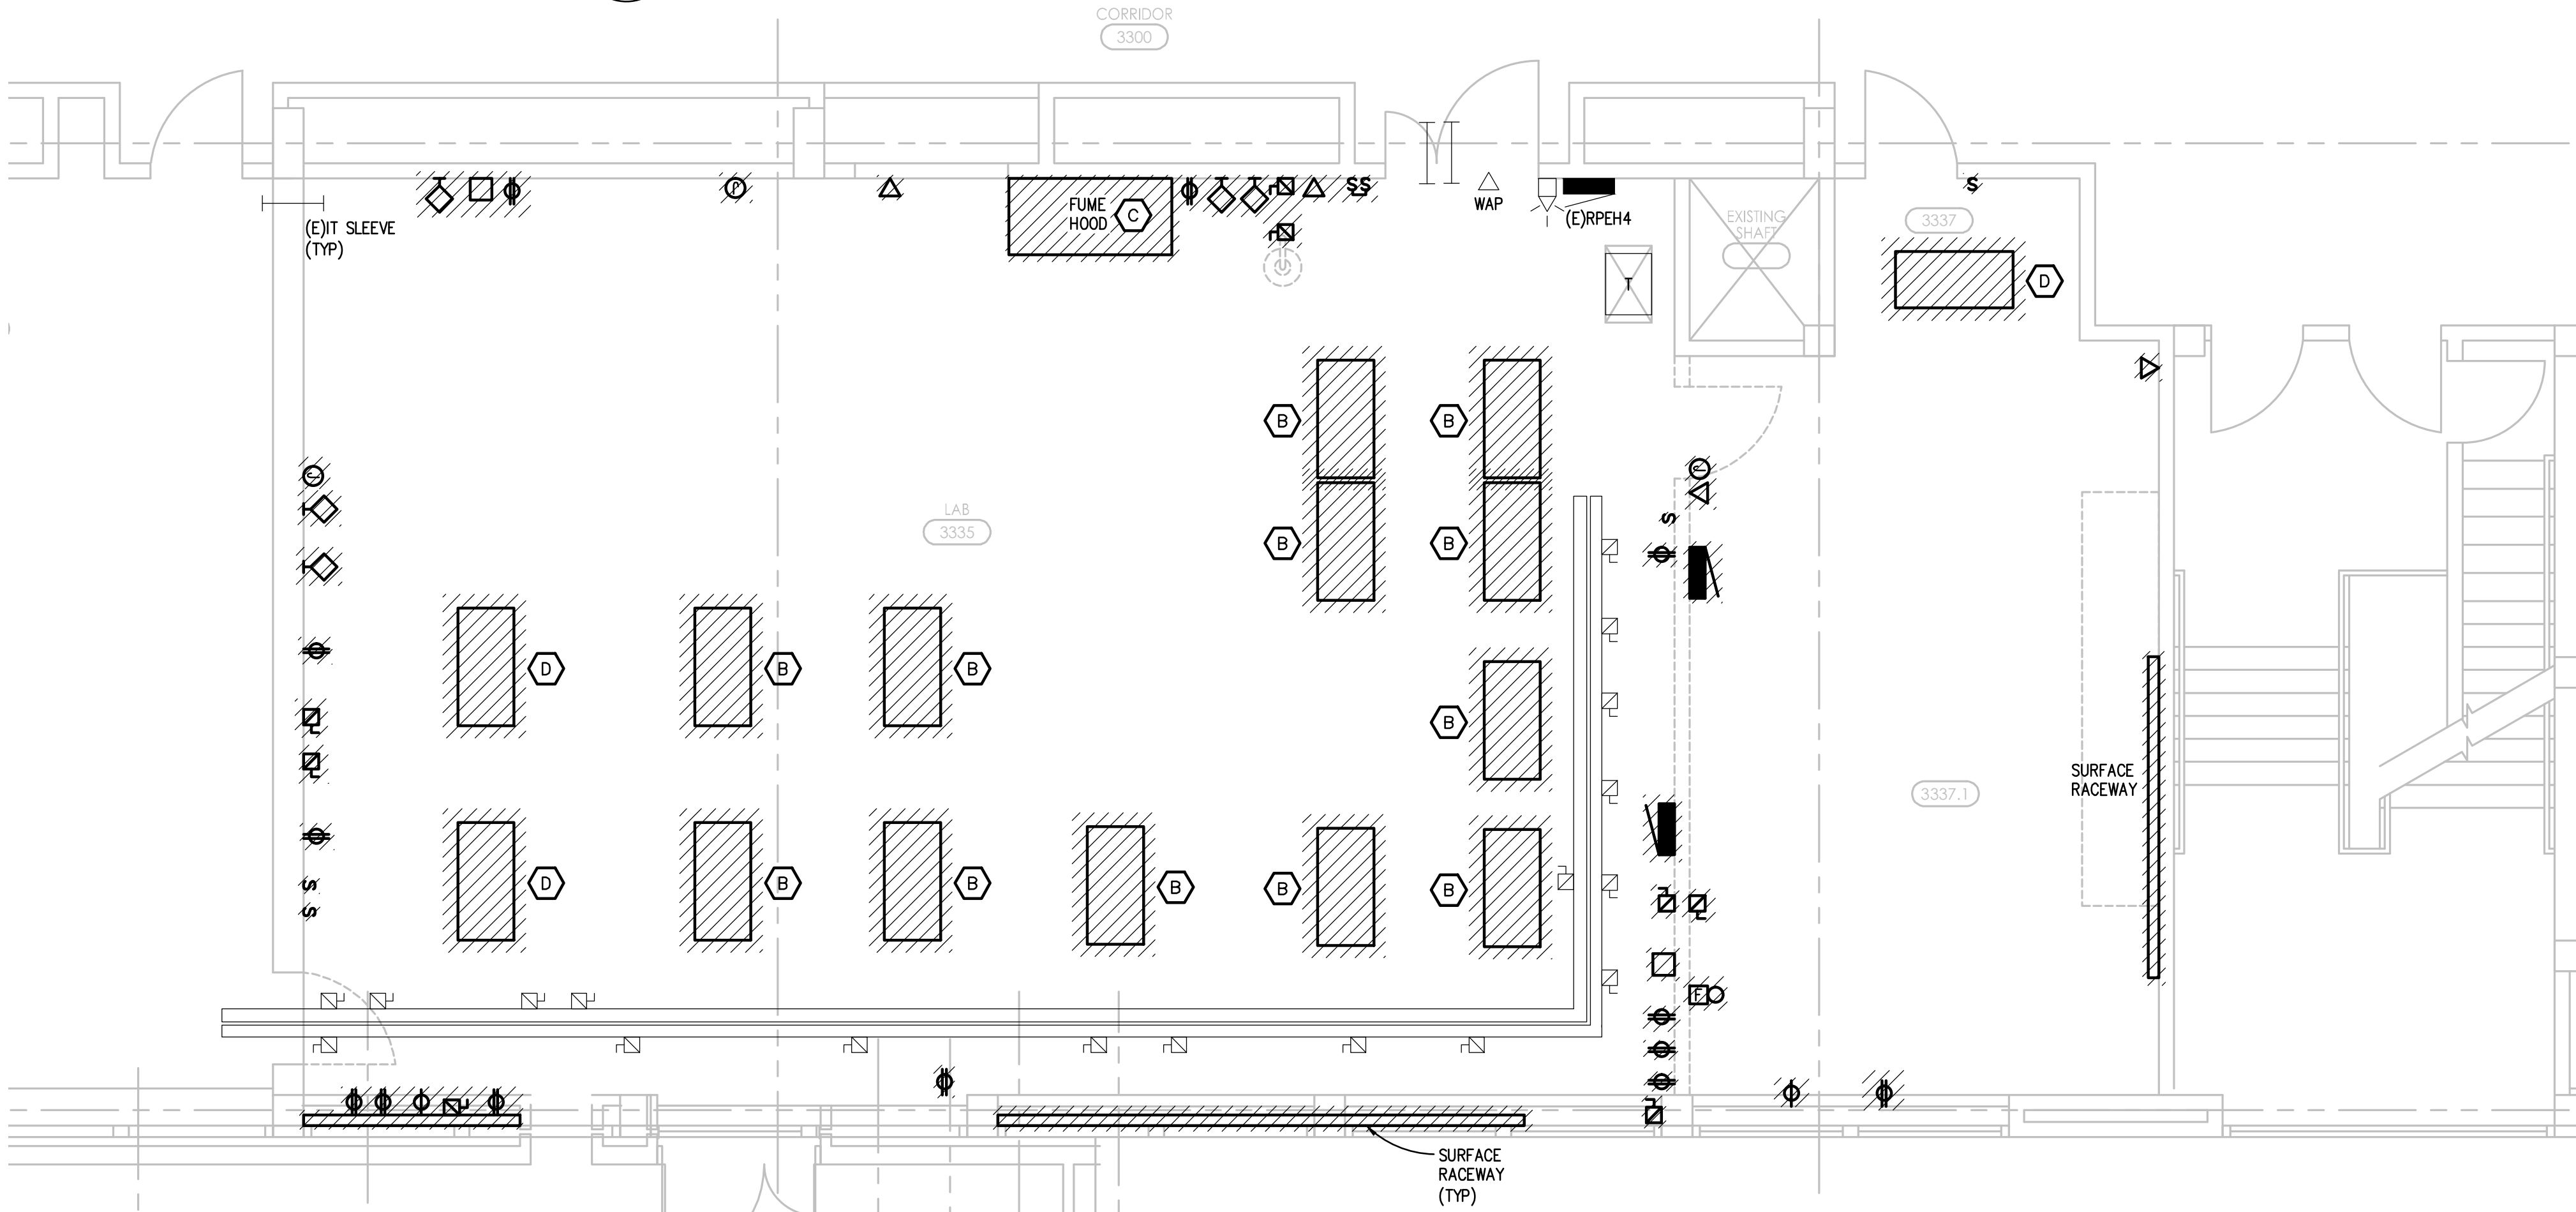 CORRIDOR
3300
(E)IT SLEEVE
(TYP)
J
FUME
HOOD
C
SS
WAP
(E)RPEH4
T
EXISTING
SHAFT
S
3337
D
B
B
J
J
LAB
3335
B
B
S
D
B
B
B
SURFACE
RACEWAY
3337.1
S
S
D
B
B
B
B
B
F
SURFACE
RACEWAY
(TYP)